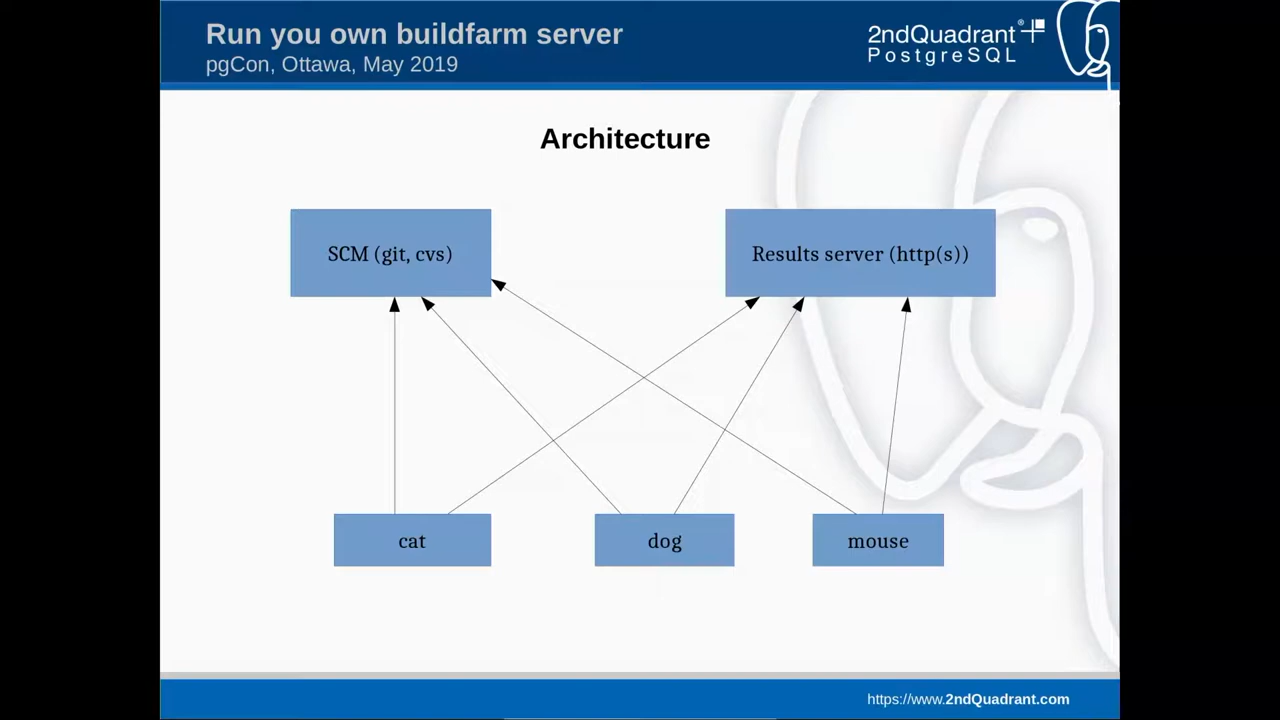 Run you own buildfarm server
pgCon, Ottawa, May 2019
2ndQuadrant®
PostgreSQL
Architecture
SCM (git, cvs)
Results server (http(s))
cat
dog
mouse
https://www.2ndQuadrant.com